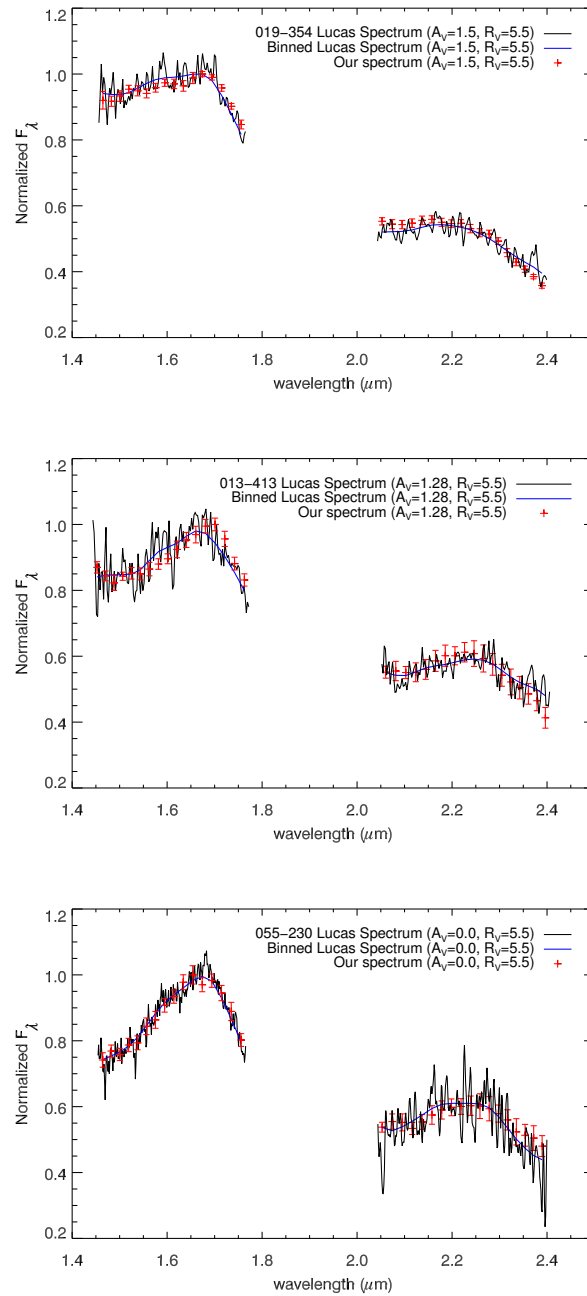 019−354 Lucas Spectrum (AV=1.5, RV=5.5)
Binned Lucas Spectrum (AV=1.5, RV=5.5)
Our spectrum (AV=1.5, RV=5.5)
Normalized Fλ
1.2
1.0
0.8
0.6
0.4
0.2
1.4 1.6 1.8 2.0 2.2 2.4
wavelength (μm)
013−413 Lucas Spectrum (AV=1.28, RV=5.5)
Binned Lucas Spectrum (AV=1.28, RV=5.5)
Our spectrum (AV=1.28, RV=5.5)
Normalized Fλ
1.2
1.0
0.8
0.6
0.4
0.2
1.4 1.6 1.8 2.0 2.2 2.4
wavelength (μm)
055−230 Lucas Spectrum (AV=0.0, RV=5.5)
Binned Lucas Spectrum (AV=0.0, RV=5.5)
Our spectrum (AV=0.0, RV=5.5)
Normalized Fλ
1.2
1.0
0.8
0.6
0.4
0.2
1.4 1.6 1.8 2.0 2.2 2.4
wavelength (μm)